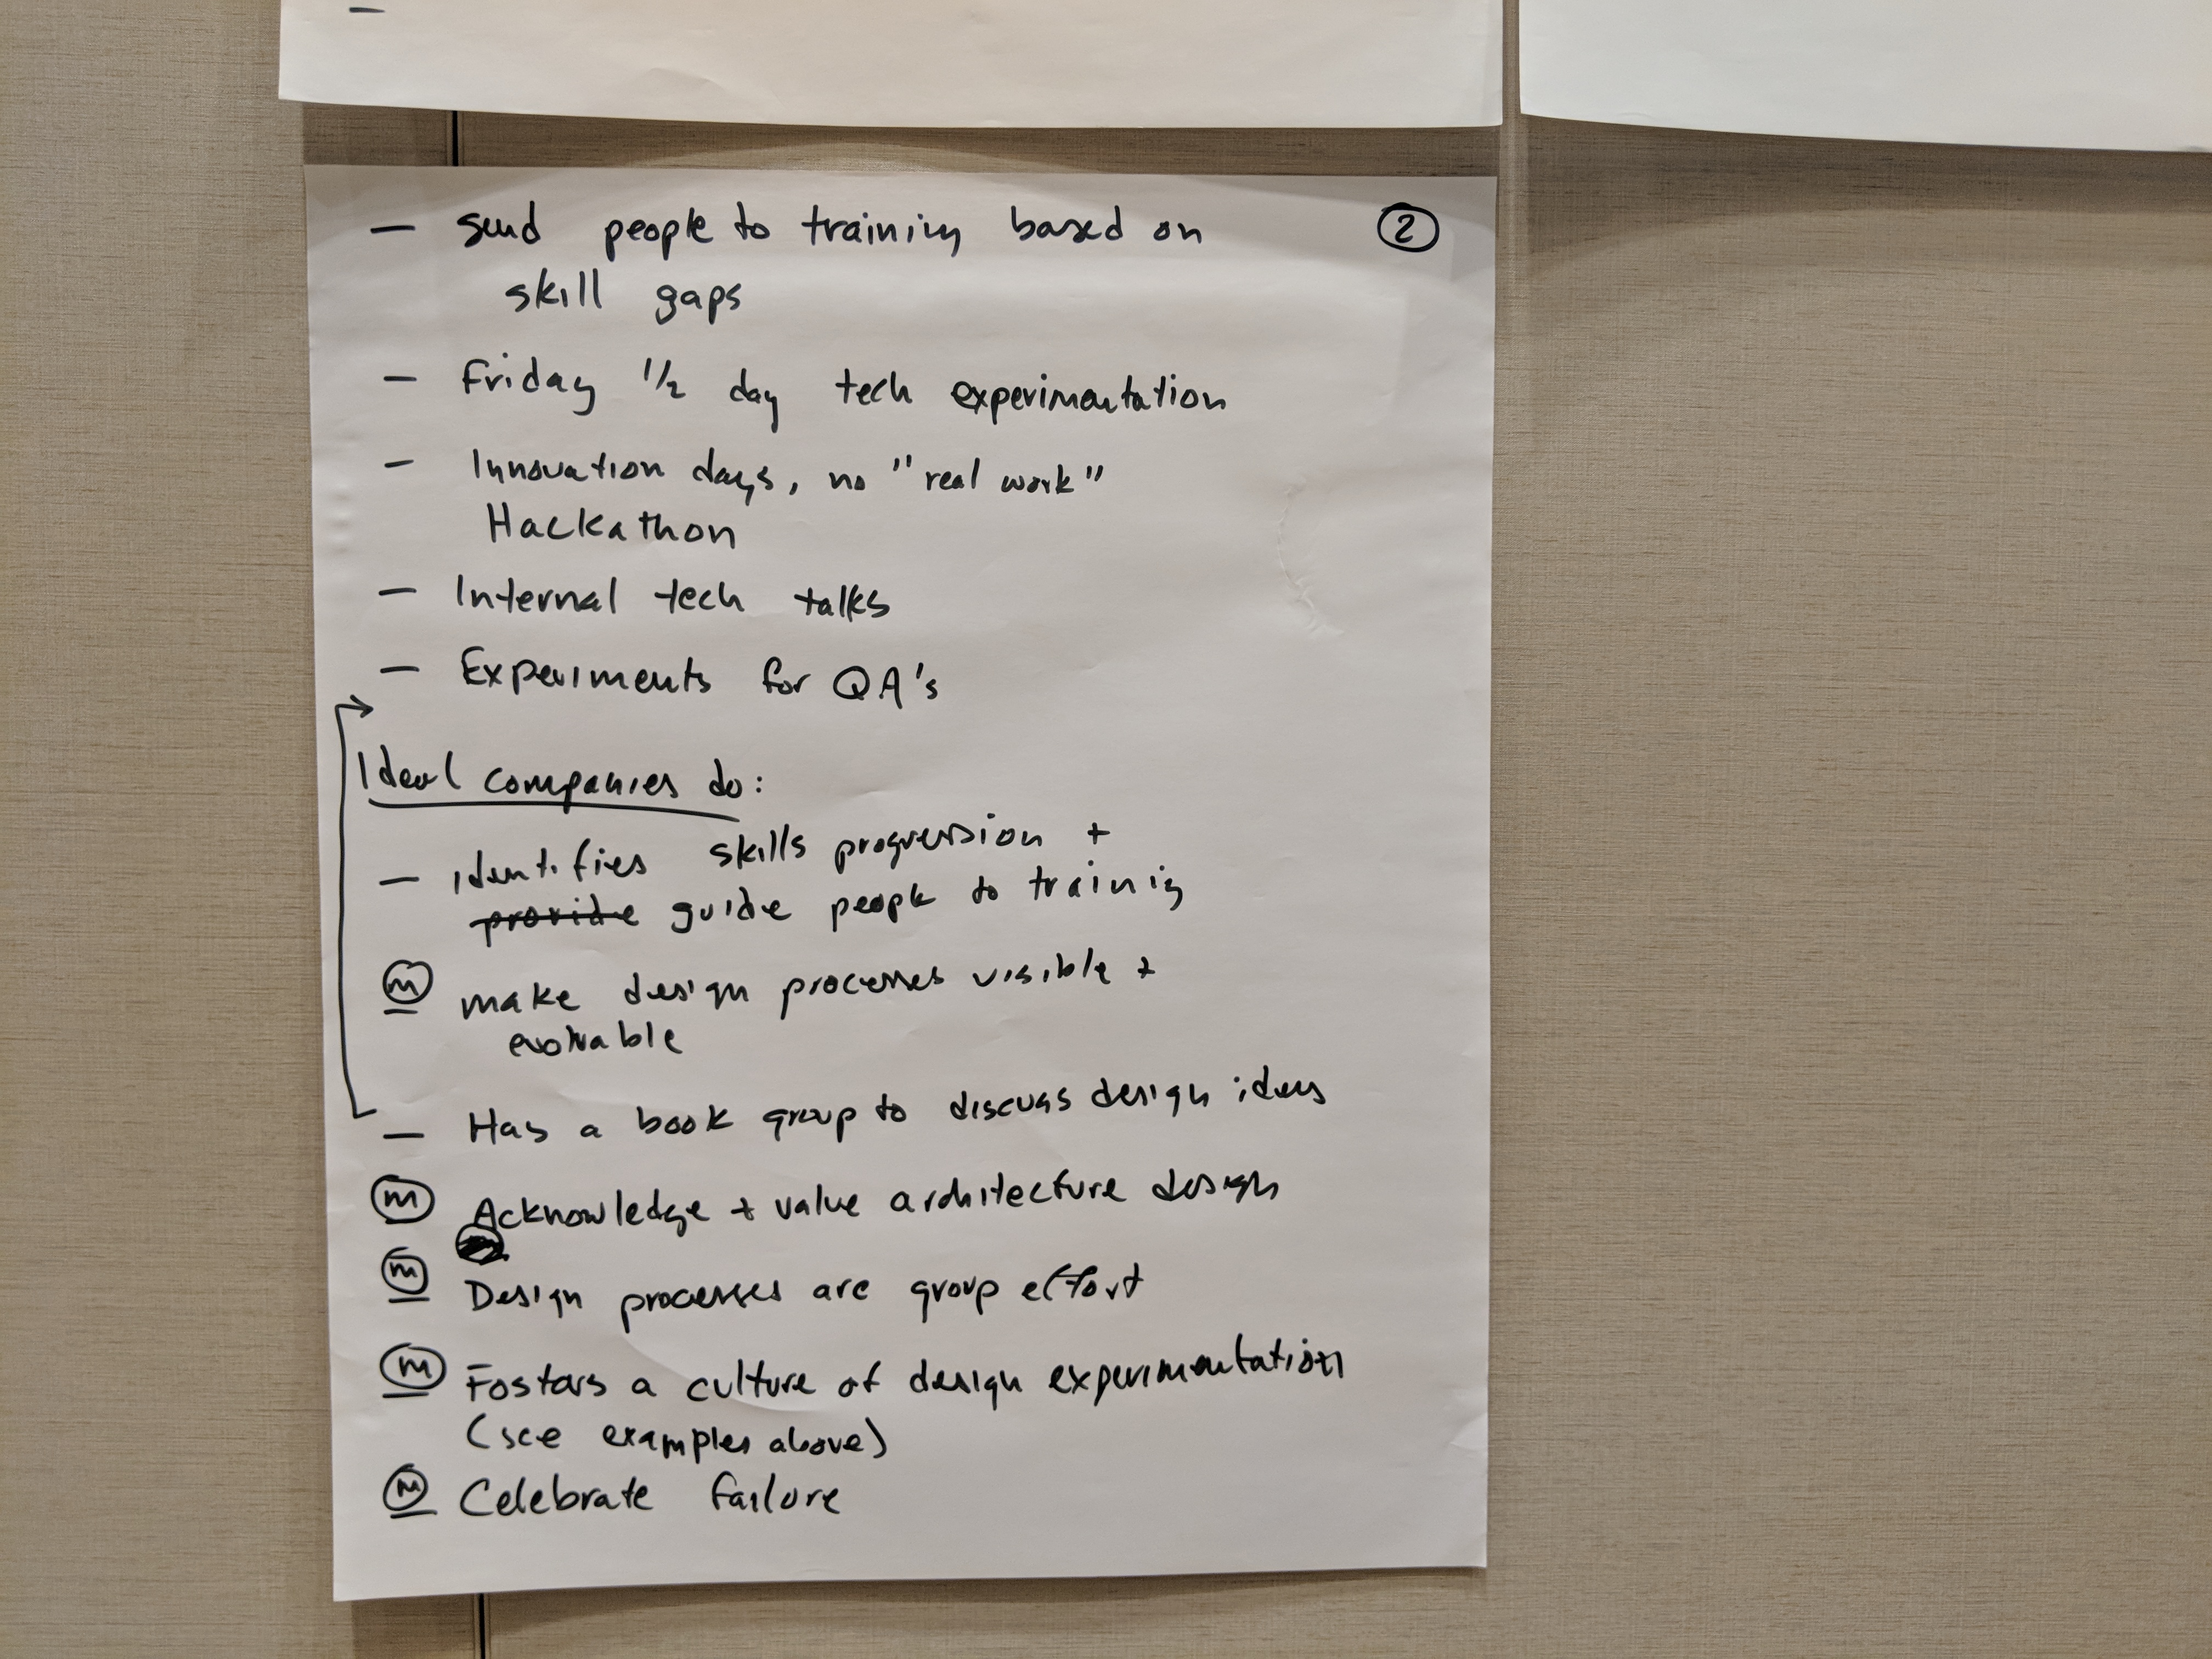 — send people to training based on ②
skill gaps
— Friday 1/2 day tech experimentation
— Innovation days, no "real work"
Hackathon
— Internal tech talks
— Experiments for QA's
Ideal companies do:
— identifies skills progression +
provide guide people to training
Ⓜ make design processes visible +
evolvable
— Has a book group to discuss design ideas
Ⓜ Acknowledge + value architecture design
Ⓜ Design processes are group effort
Ⓜ Fosters a culture of design experimentation
(see examples above)
Ⓜ Celebrate failure